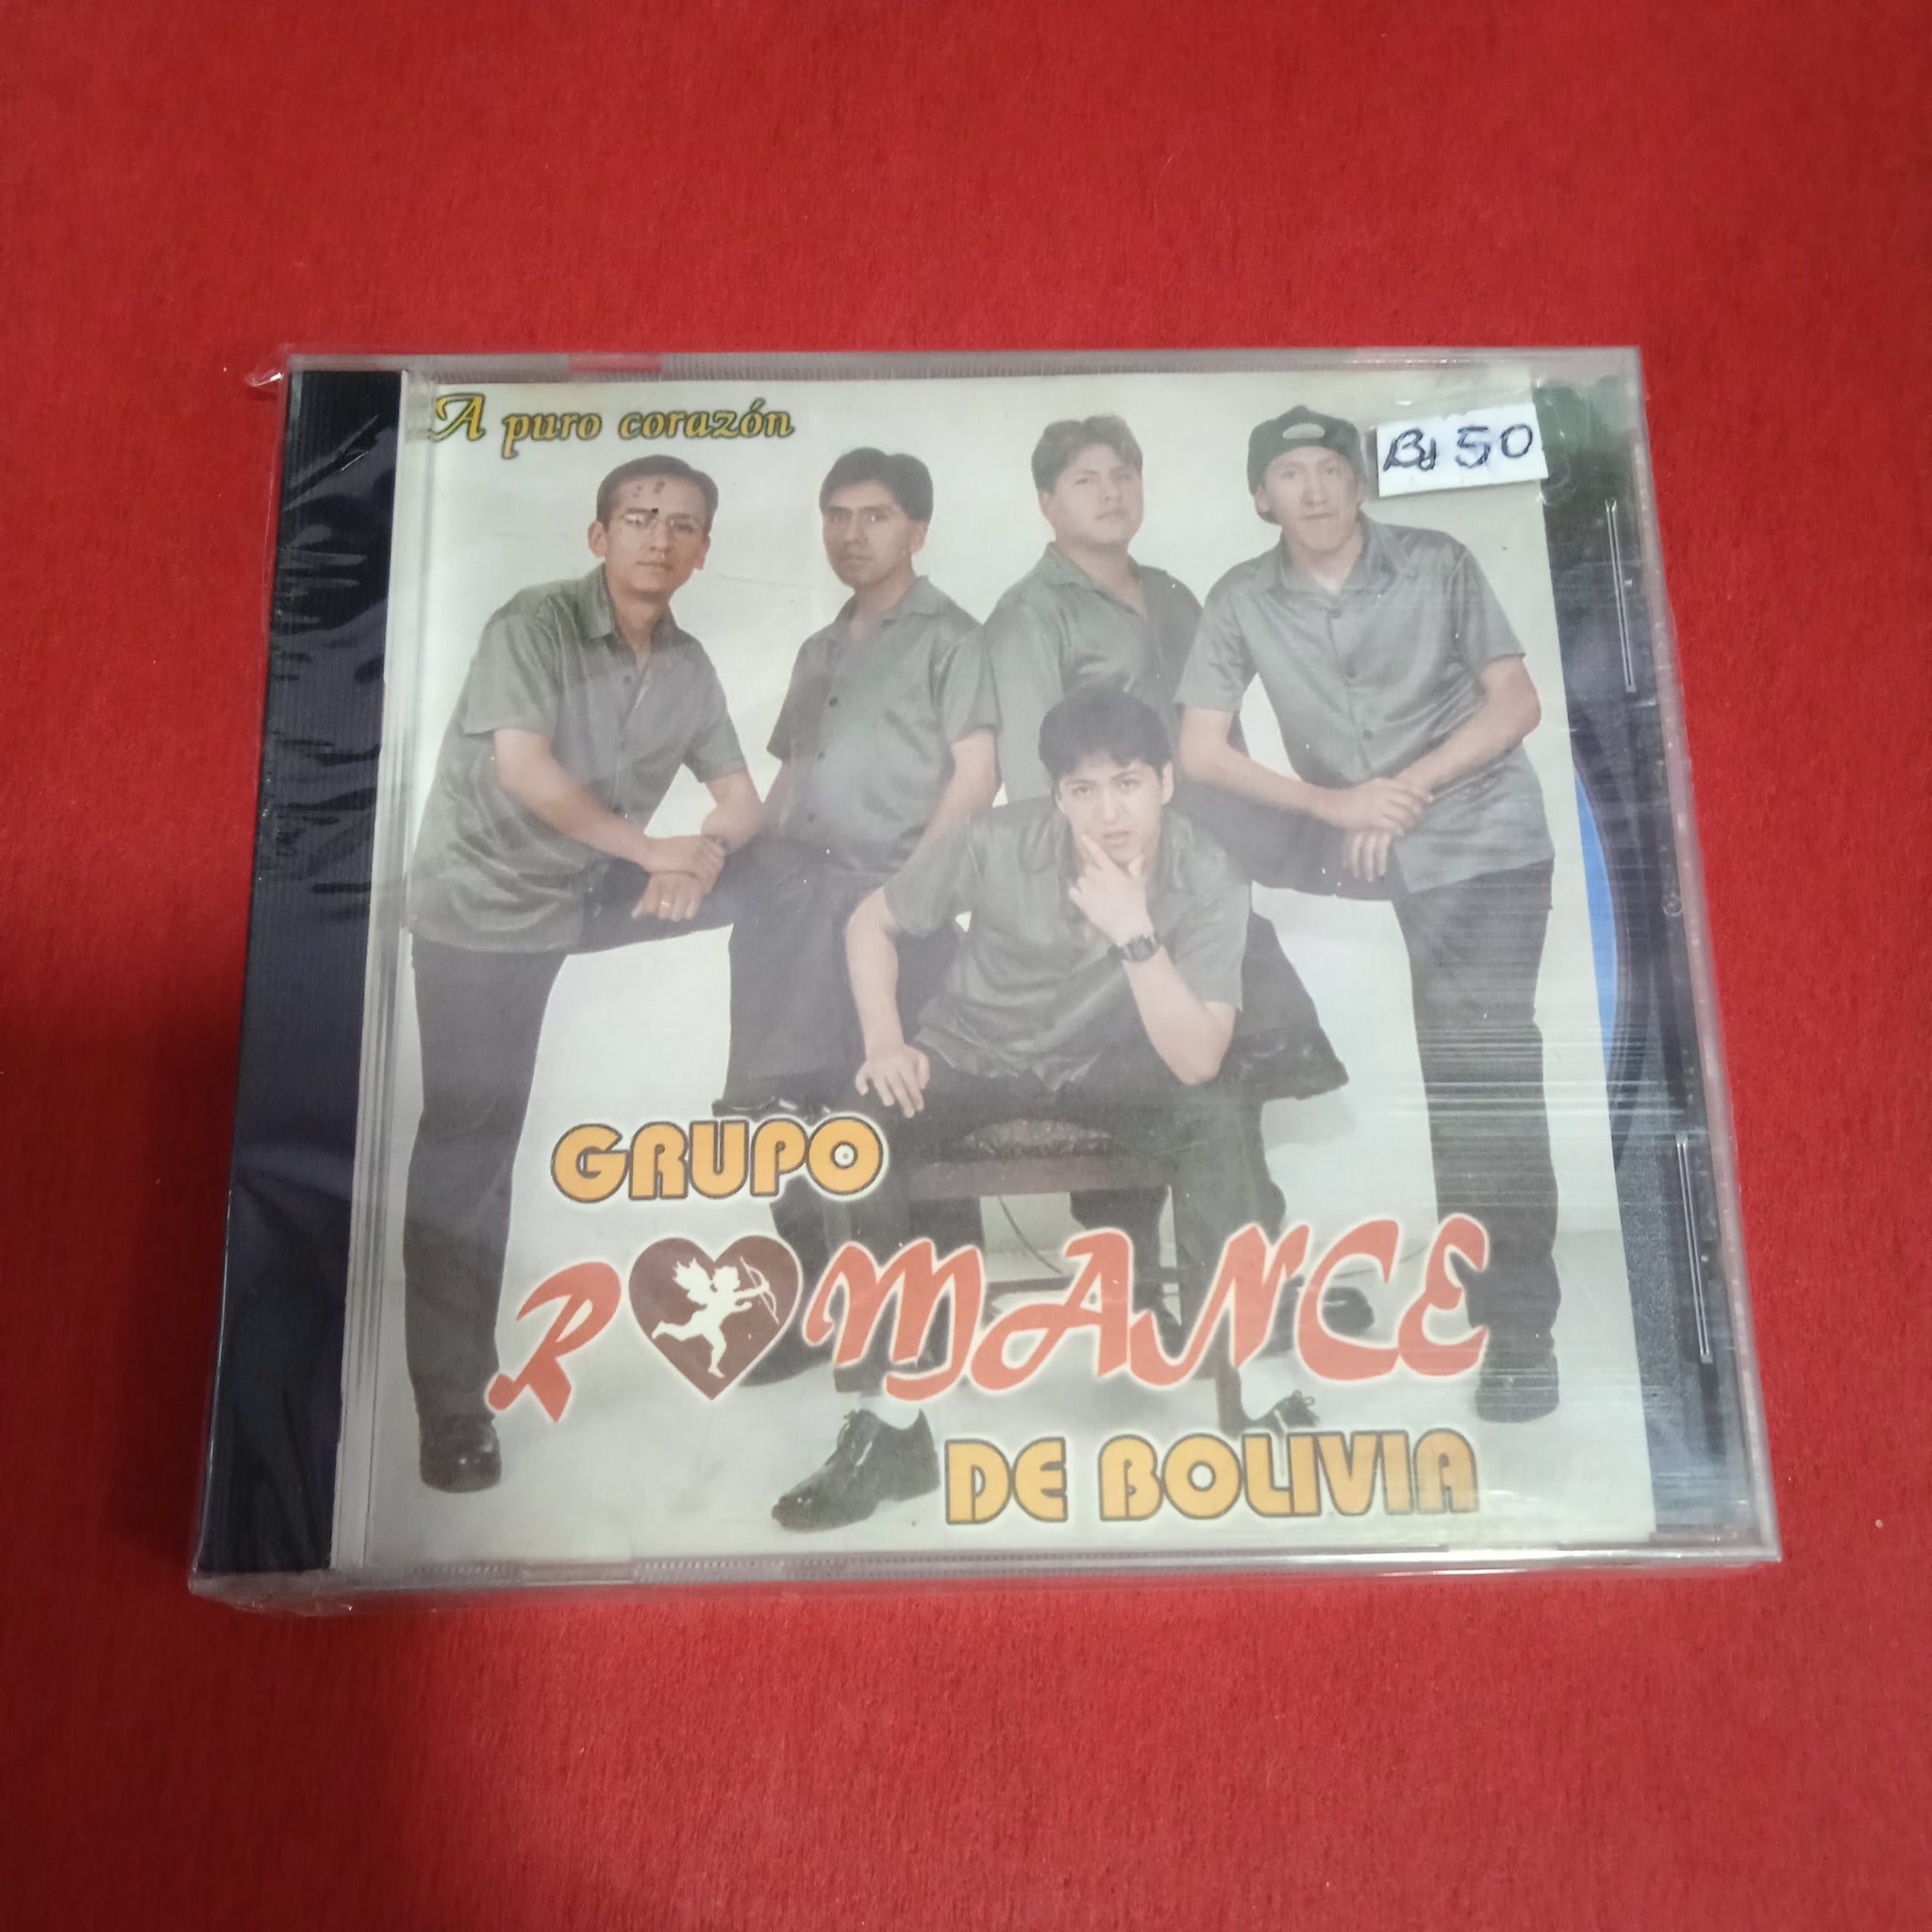 A puro corazón
Bs 50
GRUPO
ROMANCE
DE BOLIVIA